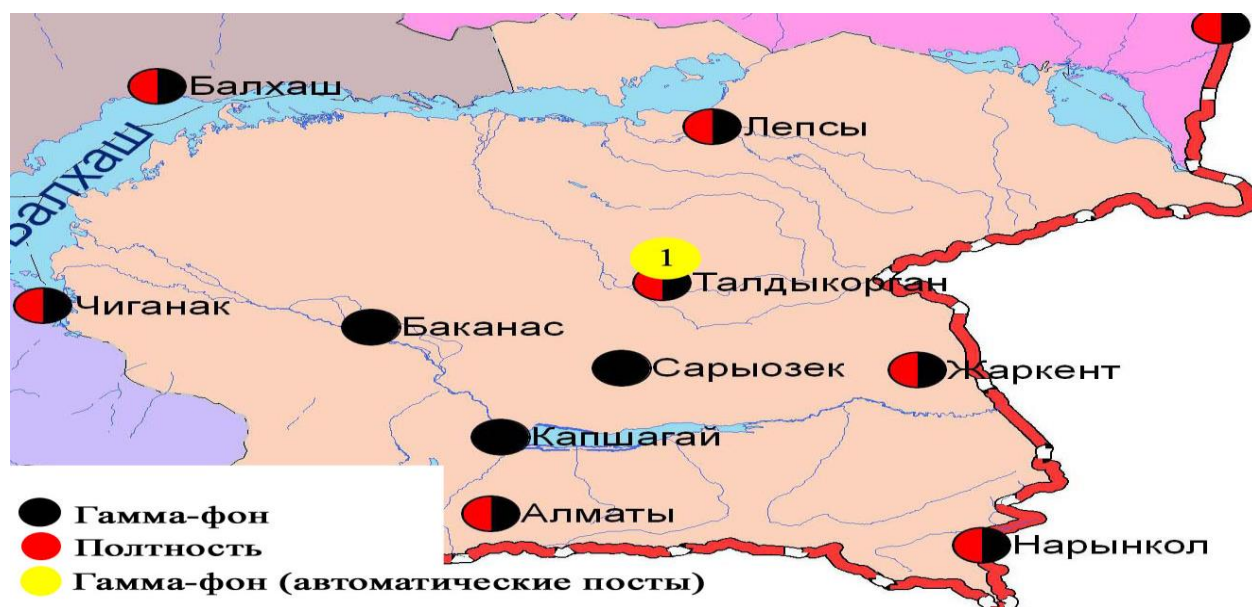 Балхаш
Балхаш
Лепсы
1
Талдыкорган
Чиганак
Баканас
Сарыозек
Жаркент
Капшагай
Алматы
Нарынкол
Гамма-фон
Полтность
Гамма-фон (автоматические посты)